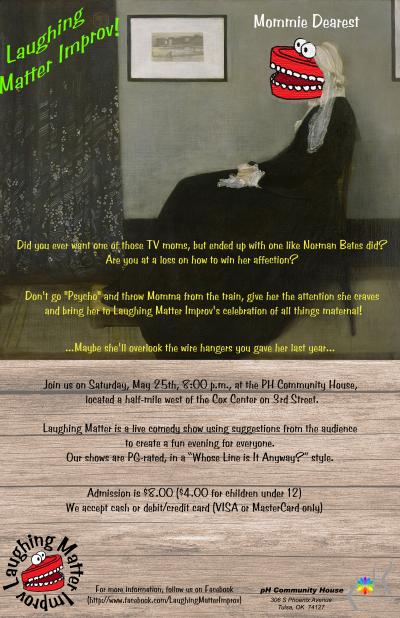 Laughing
Matter Improv!
Mommie Dearest
Did you ever want one of those TV moms, but ended up with one like Norman Bates did?
Are you at a loss on how to win her affection?
Don't go "Psycho" and throw Momma from the train, give her the attention she craves
and bring her to Laughing Matter Improv's celebration of all things maternal!
...Maybe she'll overlook the wire hangers you gave her last year...
Join us on Saturday, May 25th, 8:00 p.m., at the PH Community House,
located a half-mile west of the Cox Center on 3rd Street.
Laughing Matter is a live comedy show using suggestions from the audience
to create a fun evening for everyone.
Our shows are PG-rated, in a "Whose Line is It Anyway?" style.
Admission is $8.00 ($4.00 for children under 12)
We accept cash or debit/credit card (VISA or MasterCard only)
Laughing Matter
Improv
For more information, follow us on Facebook
(http://www.facebook.com/LaughingMatterImprov)
pH Community House
306 S Phoenix Avenue
Tulsa, OK 74127